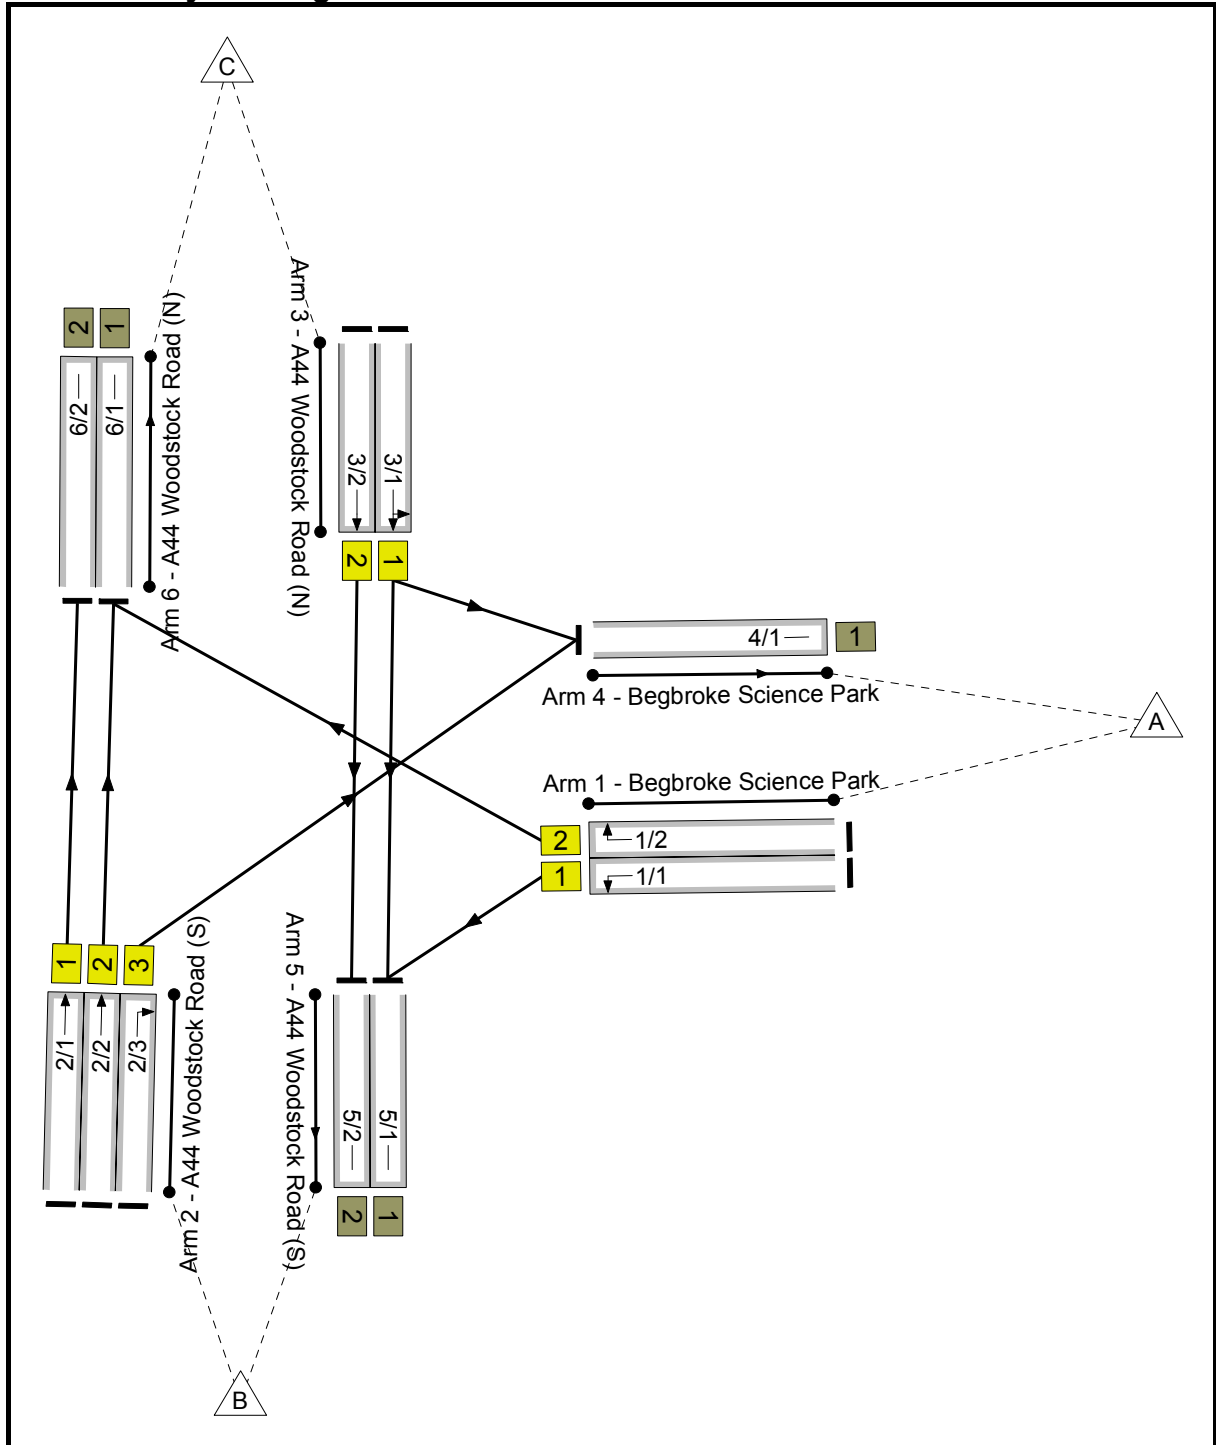 C
Arm 6 - A44 Woodstock Road (N)
2
1
6/2
6/1
Arm 3 - A44 Woodstock Road (N)
3/2
3/1
2
1
4/1
1
Arm 4 - Begbroke Science Park
A
Arm 1 - Begbroke Science Park
2
1/2
1
1/1
1
2
3
2/1
2/2
2/3
Arm 2 - A44 Woodstock Road (S)
Arm 5 - A44 Woodstock Road (S)
5/2
5/1
2
1
B